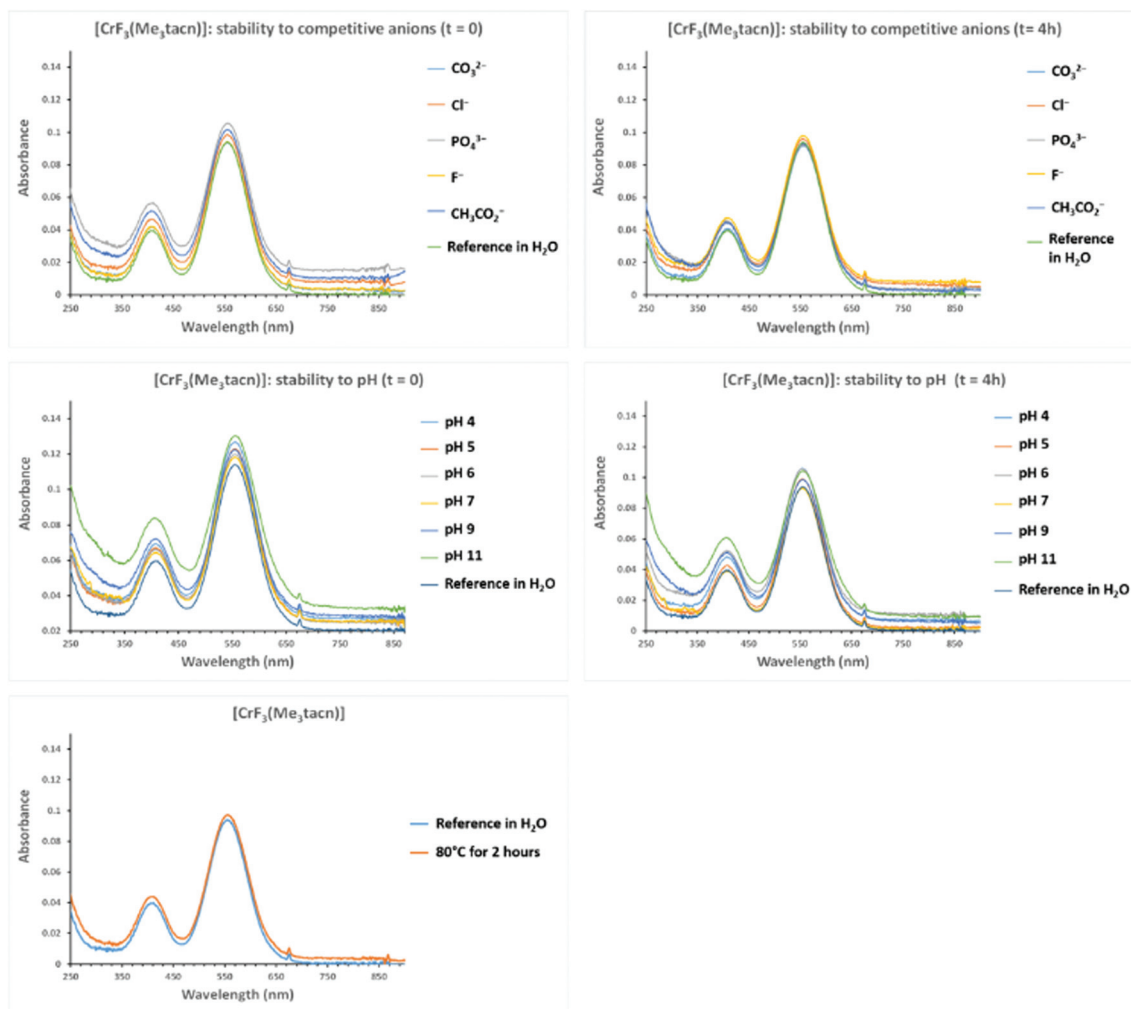 [CrF₃(Me₃tacn)]: stability to competitive anions (t = 0)
0.14
0.12
0.1
0.08
0.06
0.04
0.02
0
Absorbance
250 350 450 550 650 750 850
Wavelength (nm)
CO₃²⁻
Cl⁻
PO₄³⁻
F⁻
CH₃CO₂⁻
Reference in H₂O
[CrF₃(Me₃tacn)]: stability to competitive anions (t= 4h)
0.14
0.12
0.1
0.08
0.06
0.04
0.02
0
Absorbance
250 350 450 550 650 750 850
Wavelength (nm)
CO₃²⁻
Cl⁻
PO₄³⁻
F⁻
CH₃CO₂⁻
Reference
in H₂O
[CrF₃(Me₃tacn)]: stability to pH (t = 0)
0.14
0.12
0.1
0.08
0.06
0.04
0.02
Absorbance
250 350 450 550 650 750 850
Wavelength (nm)
pH 4
pH 5
pH 6
pH 7
pH 9
pH 11
Reference in H₂O
[CrF₃(Me₃tacn)]: stability to pH (t = 4h)
0.14
0.12
0.1
0.08
0.06
0.04
0.02
0
Absorbance
250 350 450 550 650 750 850
Wavelength (nm)
pH 4
pH 5
pH 6
pH 7
pH 9
pH 11
Reference in H₂O
[CrF₃(Me₃tacn)]
0.14
0.12
0.1
0.08
0.06
0.04
0.02
0
Absorbance
250 350 450 550 650 750 850
Wavelength (nm)
Reference in H₂O
80°C for 2 hours